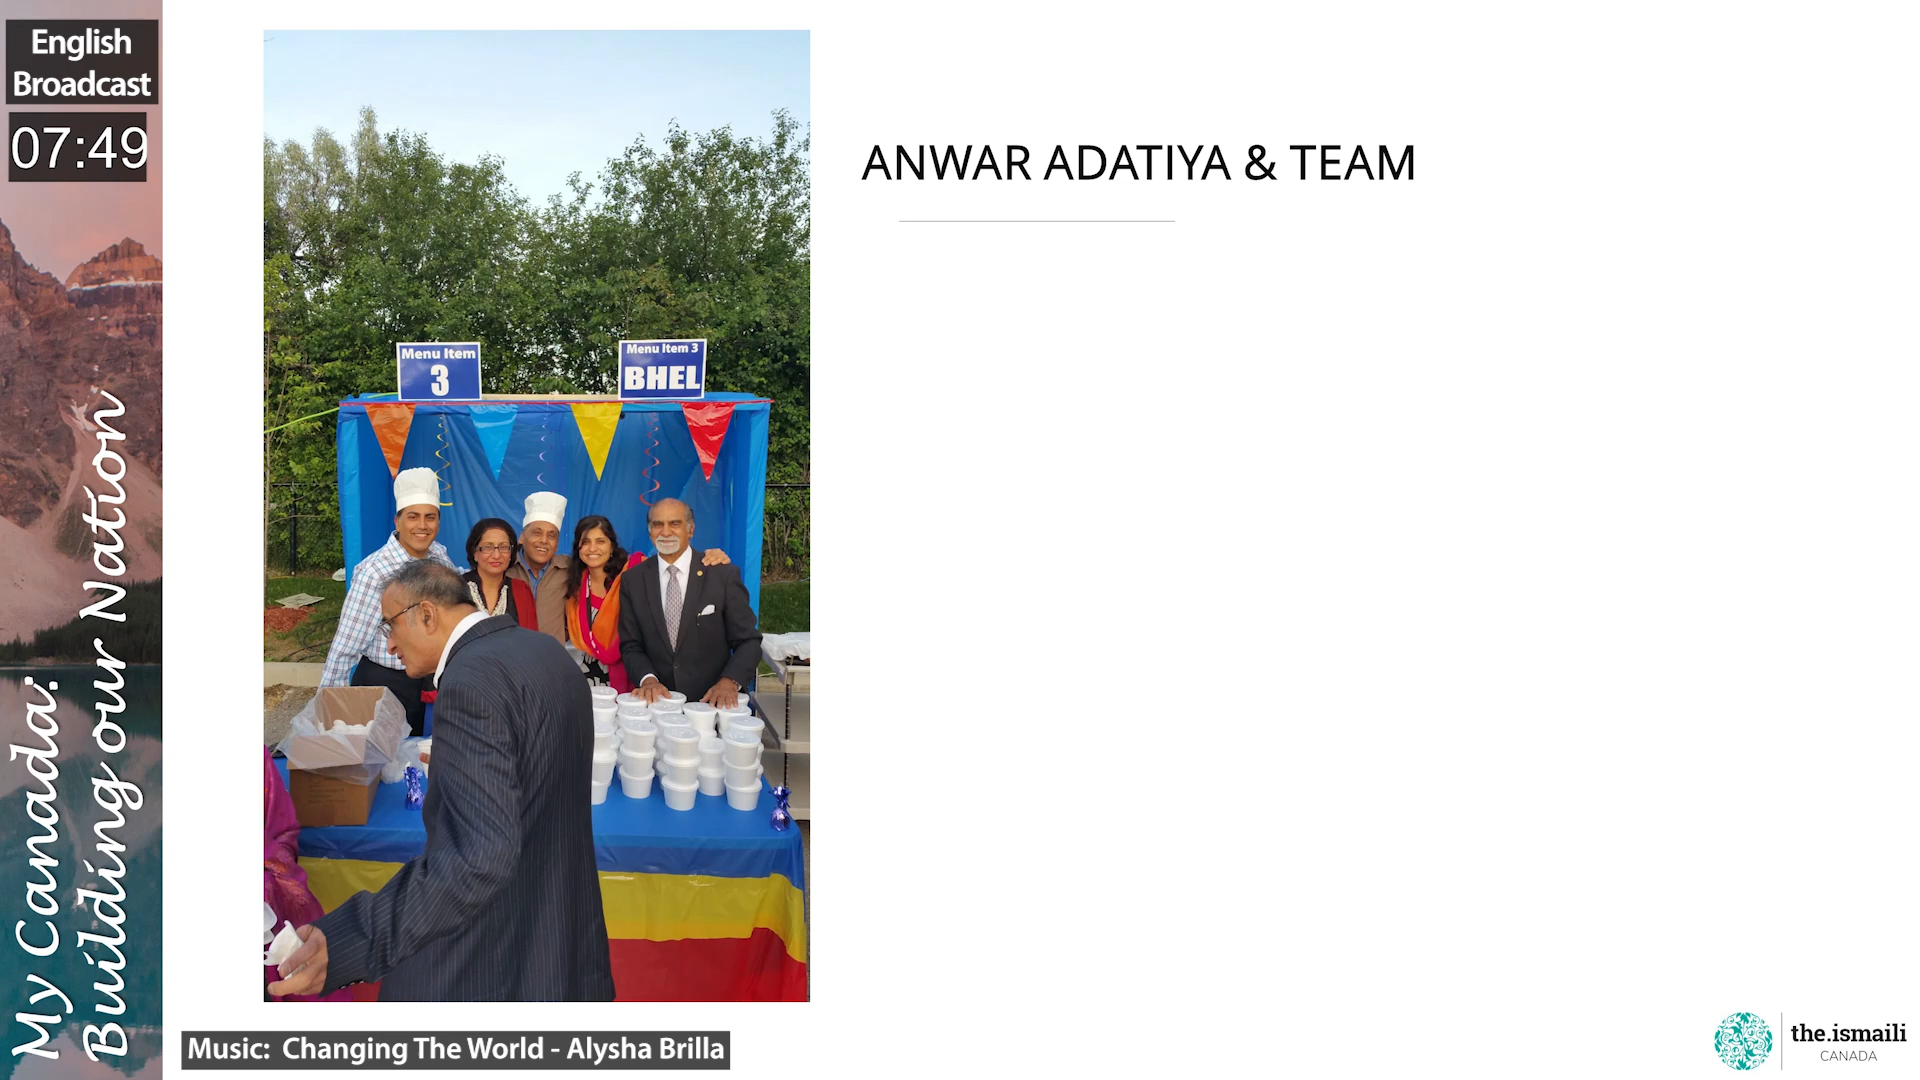 English
Broadcast
07:49
My Canada:
Building our Nation
Menu Item
3
Menu Item 3
BHEL
ANWAR ADATIYA & TEAM
Music: Changing The World - Alysha Brilla
the.ismaili
CANADA